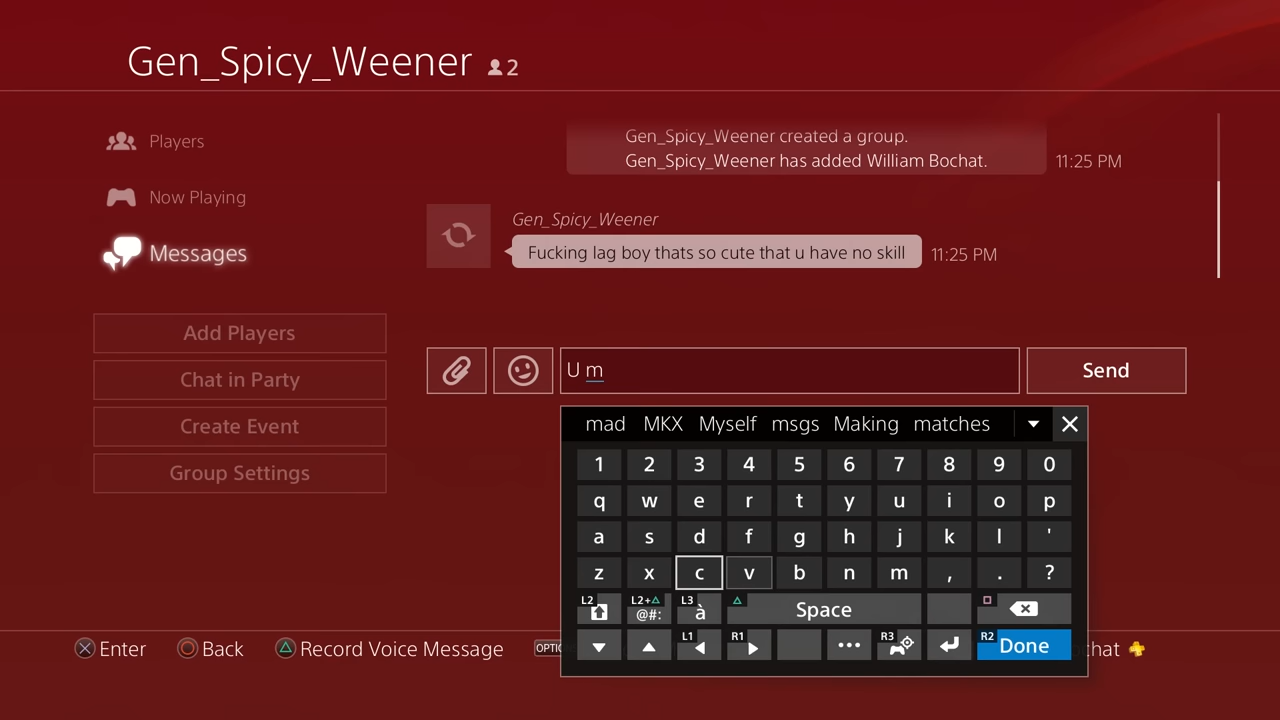 Gen_Spicy_Weener 2
Players
Now Playing
Messages
Add Players
Chat in Party
Create Event
Group Settings
Gen_Spicy_Weener created a group.
Gen_Spicy_Weener has added William Bochat.
11:25 PM
Gen_Spicy_Weener
Fucking lag boy thats so cute that u have no skill
11:25 PM
U m
Send
mad MKX Myself msgs Making matches
1 2 3 4 5 6 7 8 9 0
q w e r t y u i o p
a s d f g h j k l '
z x c v b n m , . ?
L2 L2+△ @#: L3 à △ Space
L1 R1 ... R3 R2 Done
Enter Back Record Voice Message OPTIO chat